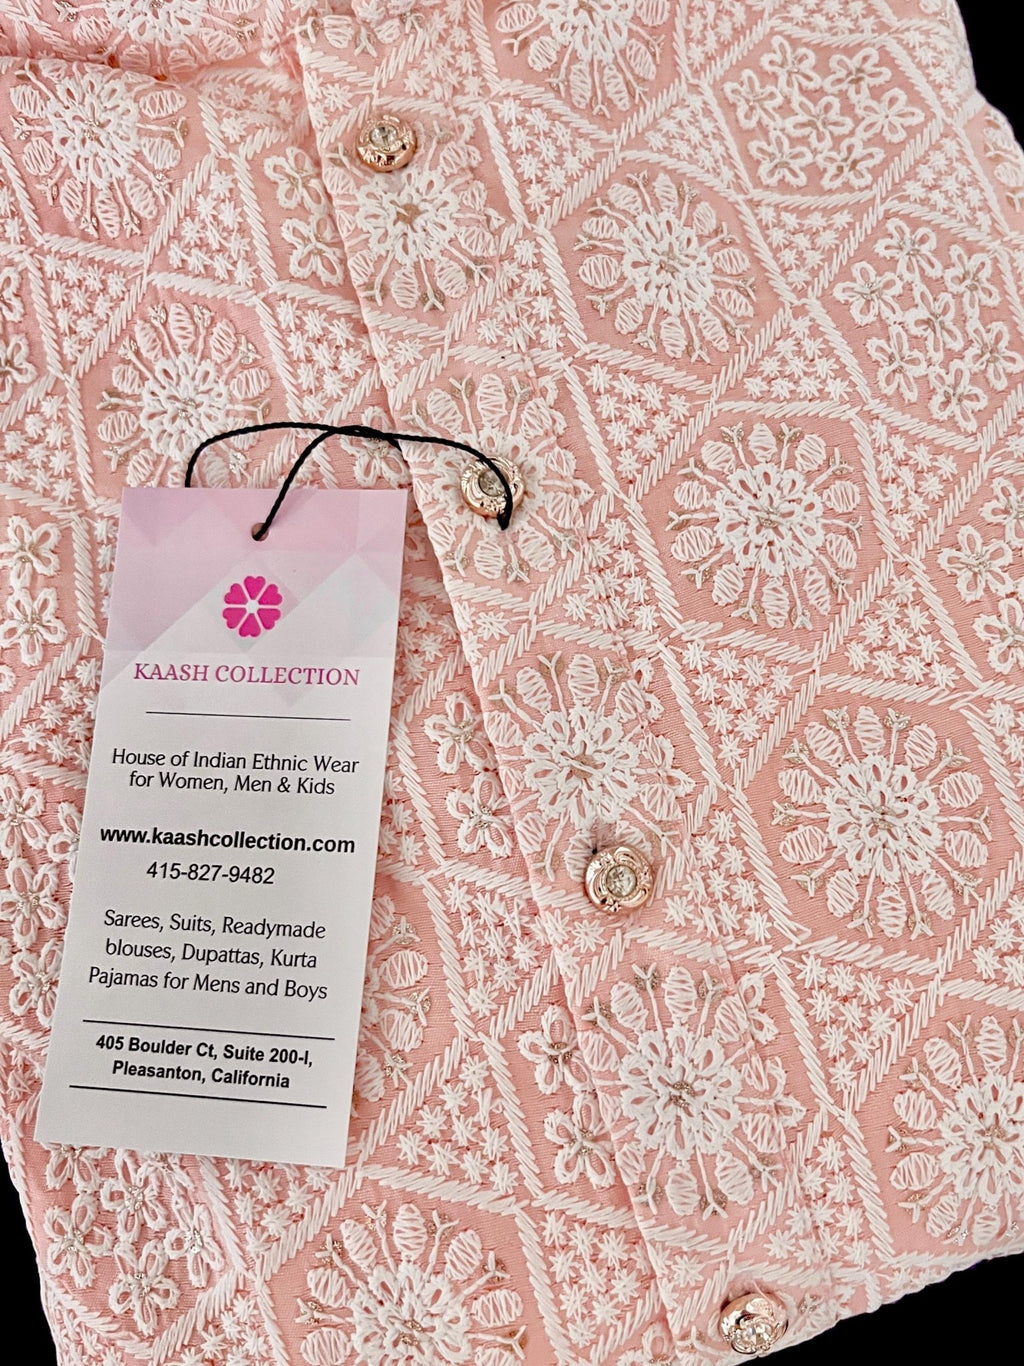 KAASH COLLECTION
House of Indian Ethnic Wear
for Women, Men & Kids
www.kaashcollection.com
415-827-9482
Sarees, Suits, Readymade
blouses, Dupattas, Kurta
Pajamas for Mens and Boys
405 Boulder Ct, Suite 200-I,
Pleasanton, California